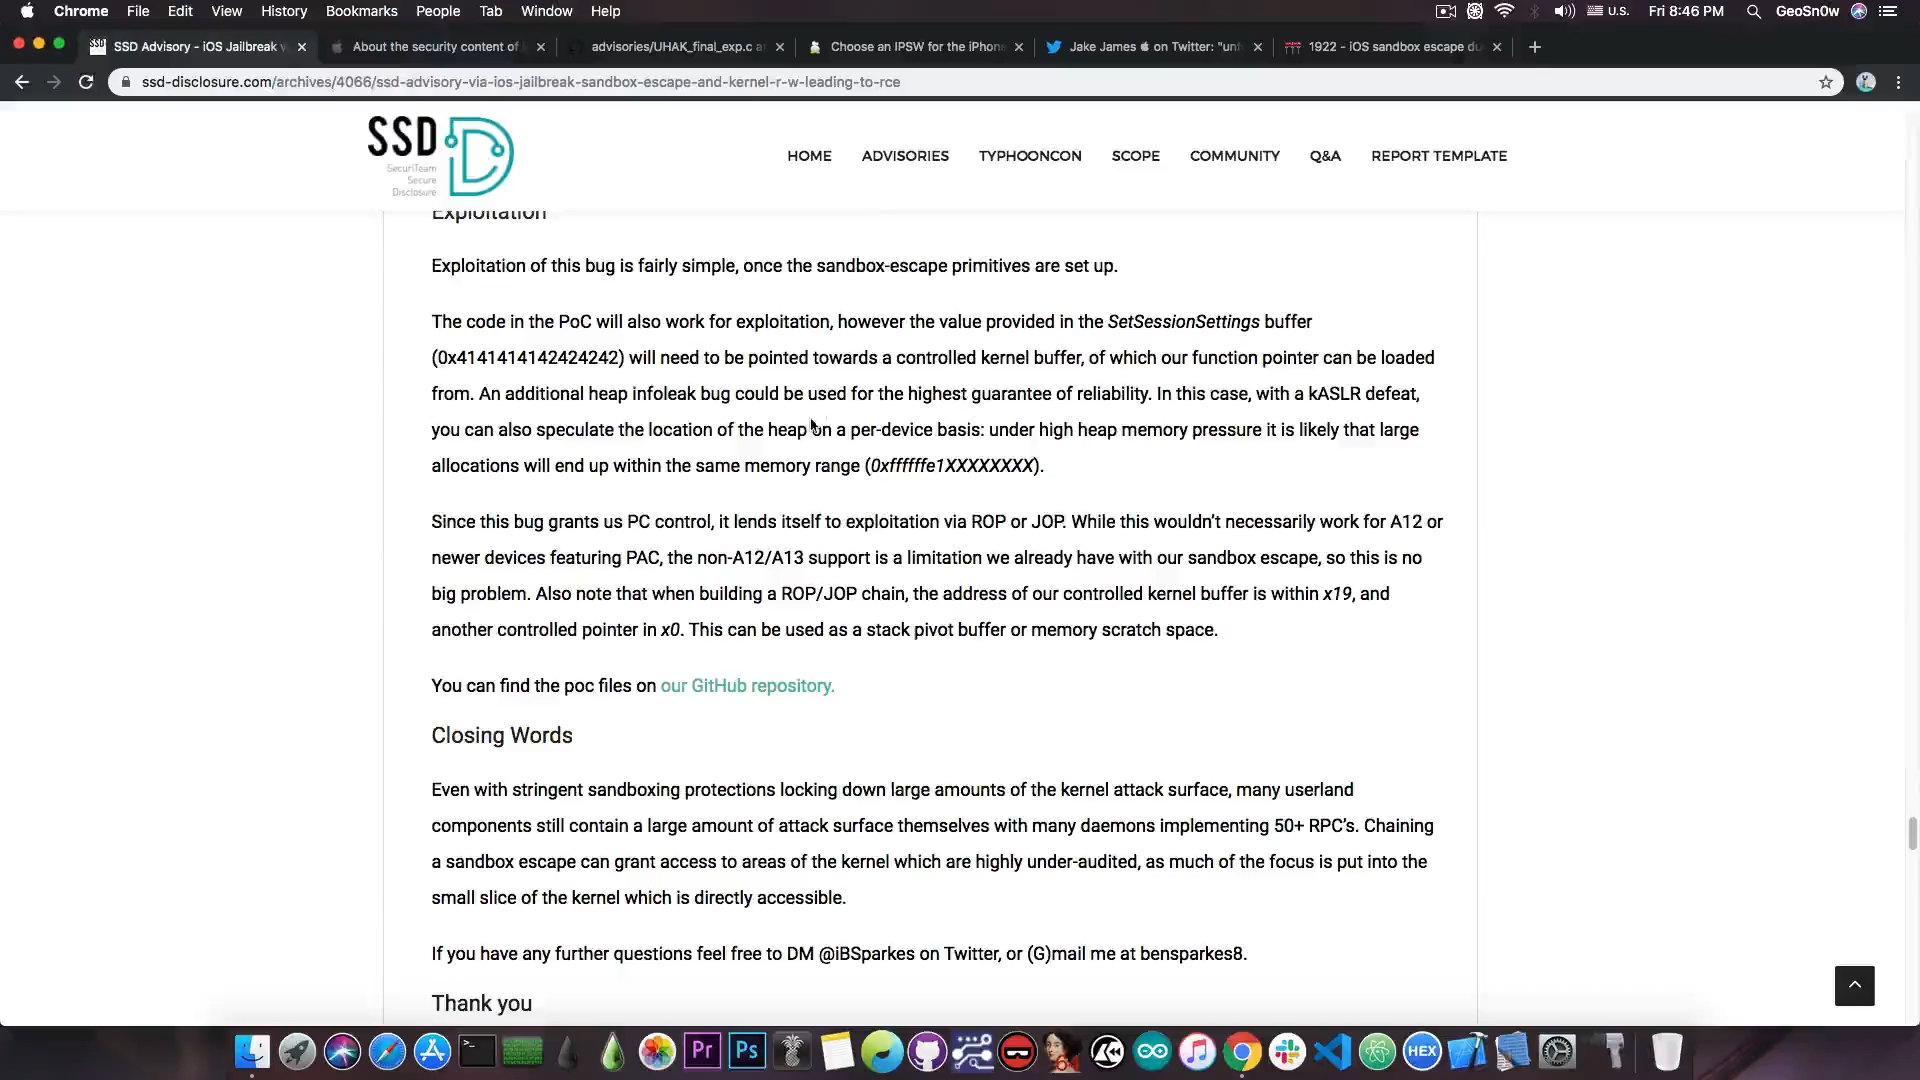 Chrome File Edit View History Bookmarks People Tab Window Help U.S. Fri 8:46 PM GeoSn0w
SSD Advisory - iOS Jailbreak v
About the security content of
advisories/UHAK_final_exp.c a
Choose an IPSW for the iPhon
Jake James on Twitter: "unt
1922 - iOS sandbox escape du
ssd-disclosure.com/archives/4066/ssd-advisory-via-ios-jailbreak-sandbox-escape-and-kernel-r-w-leading-to-rce
SSD
SecuriTeam
Secure
Disclosure
HOME ADVISORIES TYPHOONCON SCOPE COMMUNITY Q&A REPORT TEMPLATE
Exploitation
Exploitation of this bug is fairly simple, once the sandbox-escape primitives are set up.
The code in the PoC will also work for exploitation, however the value provided in the SetSessionSettings buffer
(0x4141414142424242) will need to be pointed towards a controlled kernel buffer, of which our function pointer can be loaded
from. An additional heap infoleak bug could be used for the highest guarantee of reliability. In this case, with a kASLR defeat,
you can also speculate the location of the heap on a per-device basis: under high heap memory pressure it is likely that large
allocations will end up within the same memory range (0xffffffe1XXXXXXXX).
Since this bug grants us PC control, it lends itself to exploitation via ROP or JOP. While this wouldn't necessarily work for A12 or
newer devices featuring PAC, the non-A12/A13 support is a limitation we already have with our sandbox escape, so this is no
big problem. Also note that when building a ROP/JOP chain, the address of our controlled kernel buffer is within x19, and
another controlled pointer in x0. This can be used as a stack pivot buffer or memory scratch space.
You can find the poc files on our GitHub repository.
Closing Words
Even with stringent sandboxing protections locking down large amounts of the kernel attack surface, many userland
components still contain a large amount of attack surface themselves with many daemons implementing 50+ RPC's. Chaining
a sandbox escape can grant access to areas of the kernel which are highly under-audited, as much of the focus is put into the
small slice of the kernel which is directly accessible.
If you have any further questions feel free to DM @iBSparkes on Twitter, or (G)mail me at bensparkes8.
Thank you
Pr Ps HEX